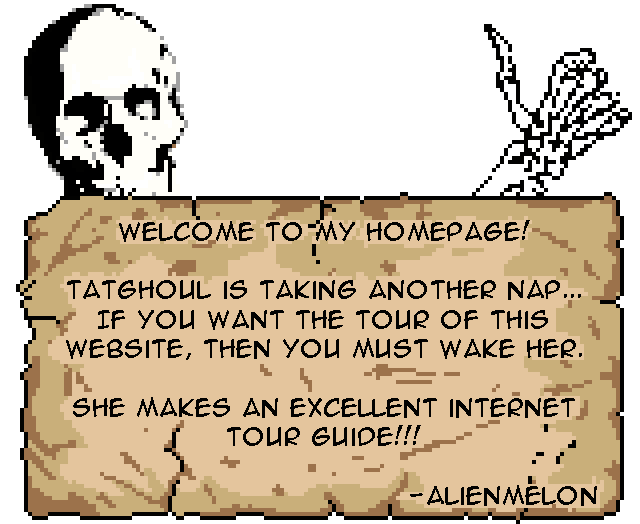 WELCOME TO MY HOMEPAGE!
TATGHOUL IS TAKING ANOTHER NAP...
IF YOU WANT THE TOUR OF THIS
WEBSITE, THEN YOU MUST WAKE HER.
SHE MAKES AN EXCELLENT INTERNET
TOUR GUIDE!!!
-ALIENMELON